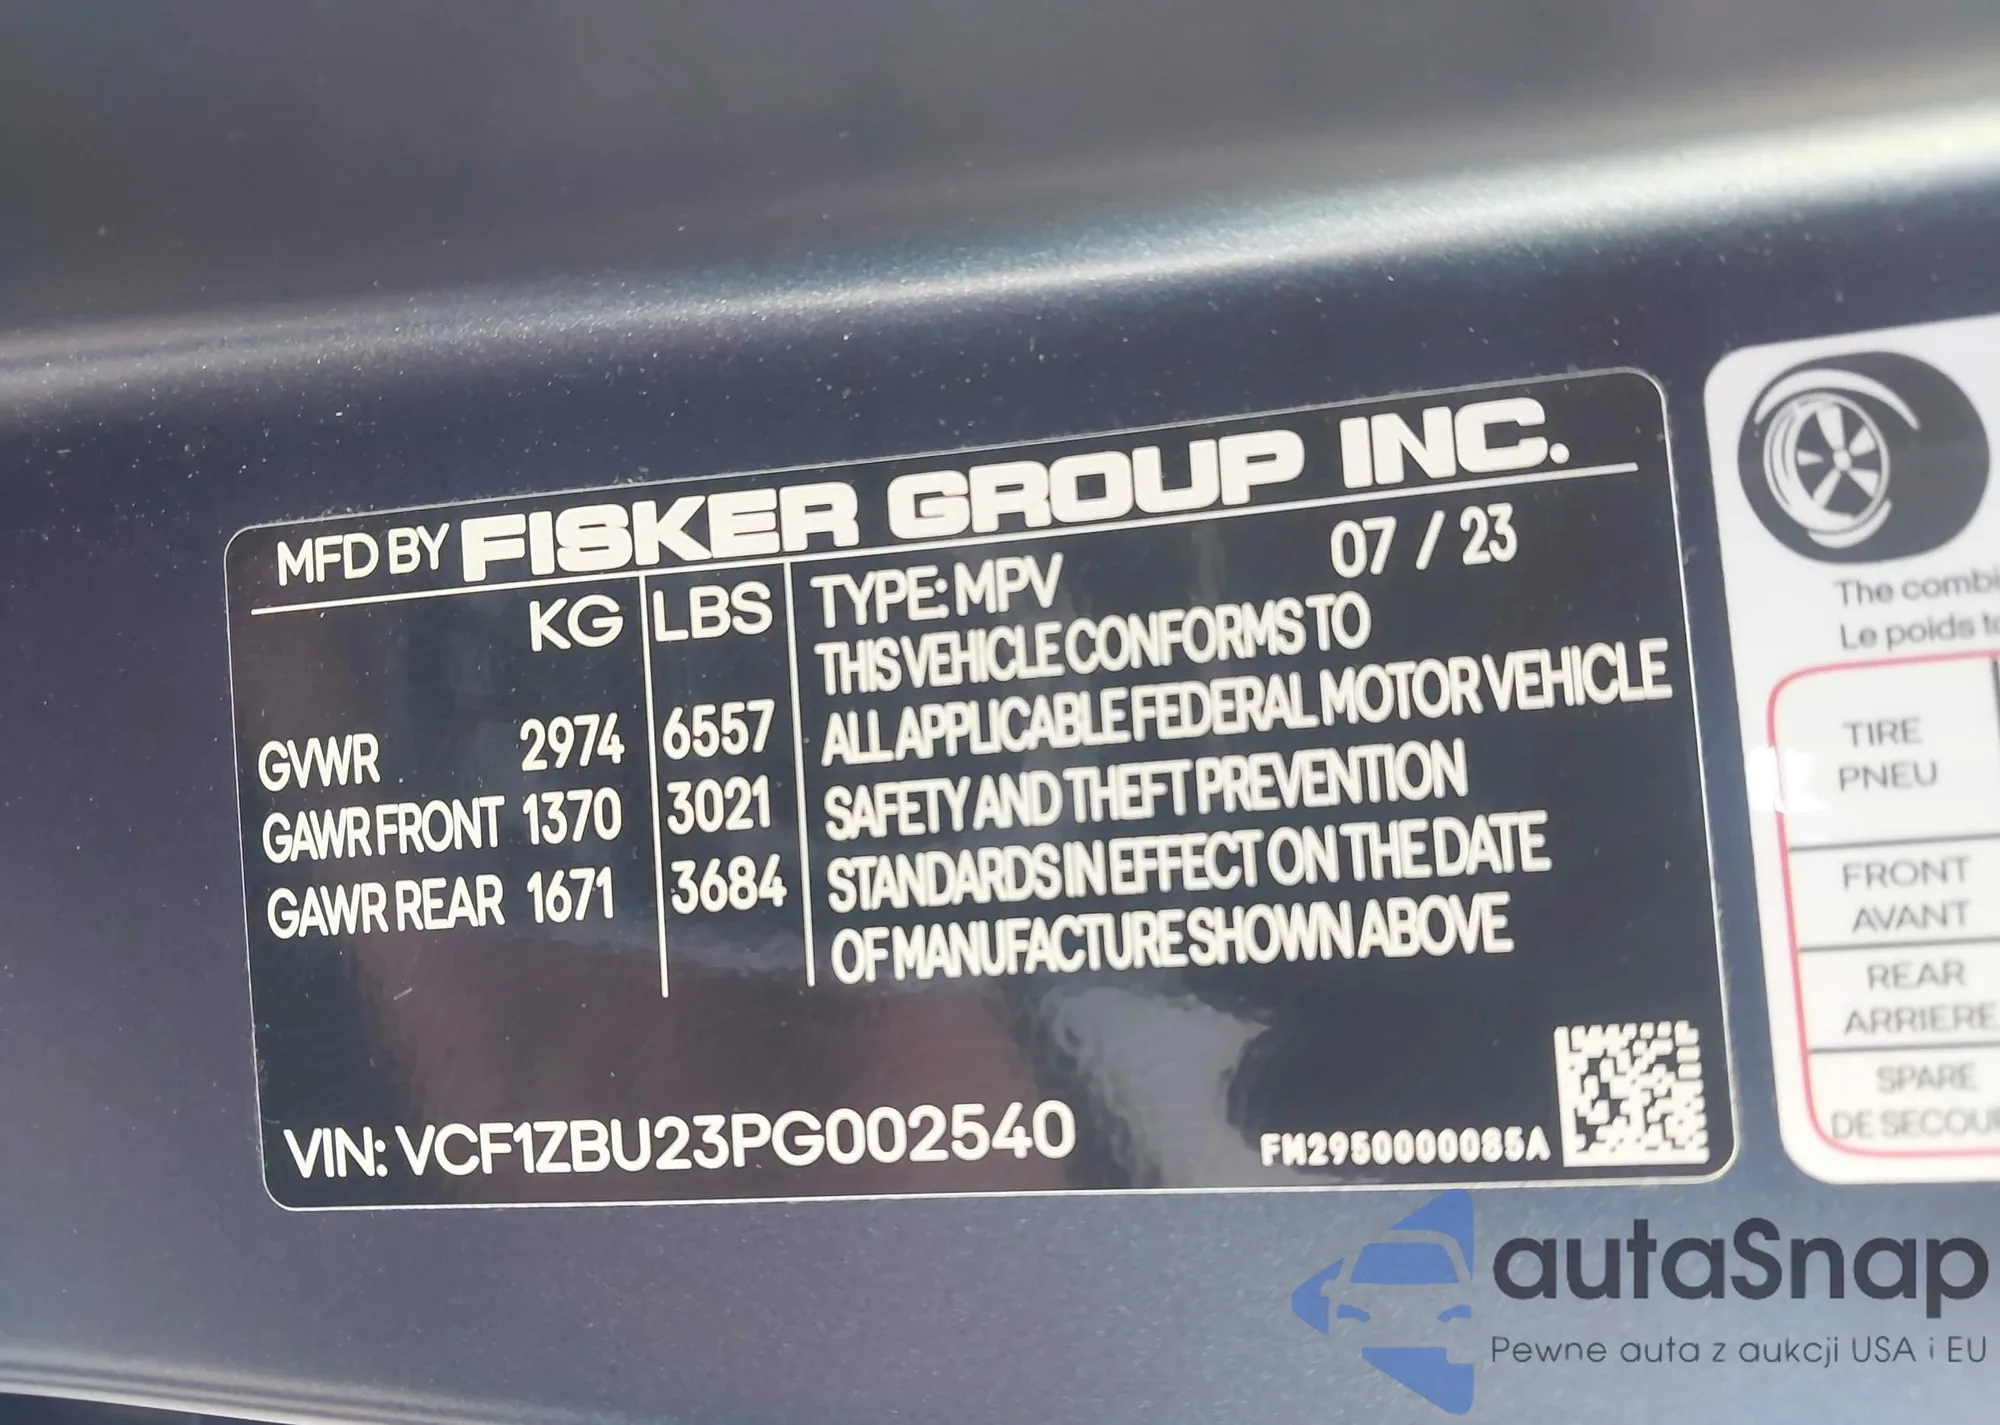 MFD BY FISKER GROUP INC.
KG LBS TYPE: MPV 07 / 23
THIS VEHICLE CONFORMS TO
GVWR 2974 6557 ALL APPLICABLE FEDERAL MOTOR VEHICLE
GAWR FRONT 1370 3021 SAFETY AND THEFT PREVENTION
GAWR REAR 1671 3684 STANDARDS IN EFFECT ON THE DATE
OF MANUFACTURE SHOWN ABOVE
VIN: VCF1ZBU23PG002540
FM2950000085A
The combi
Le poids to
TIRE
PNEU
FRONT
AVANT
REAR
ARRIERE
SPARE
DE SECOU
autaSnap
Pewne auta z aukcji USA i EU